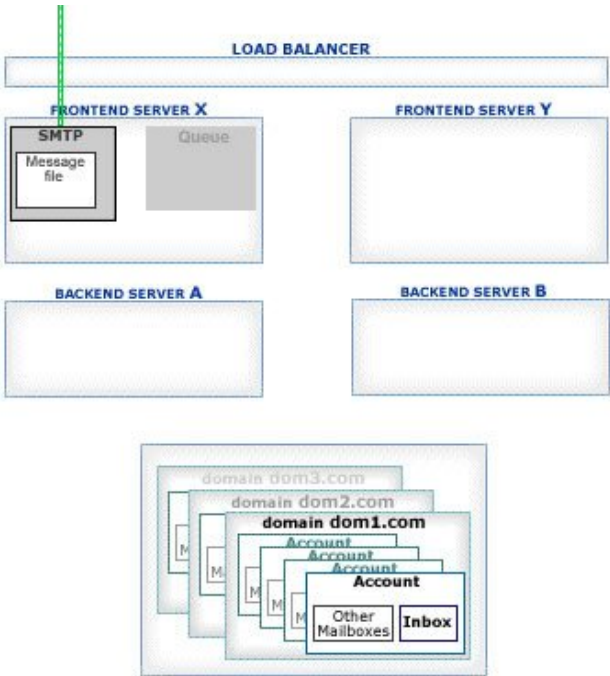 LOAD BALANCER
FRONTEND SERVER X
FRONTEND SERVER Y
SMTP
Queue
Message
file
BACKEND SERVER A
BACKEND SERVER B
domain dom3.com
domain dom2.com
domain dom1.com
Account
Account
Account
Account
M
Ma
M
M
M
Other
Mailboxes
Inbox